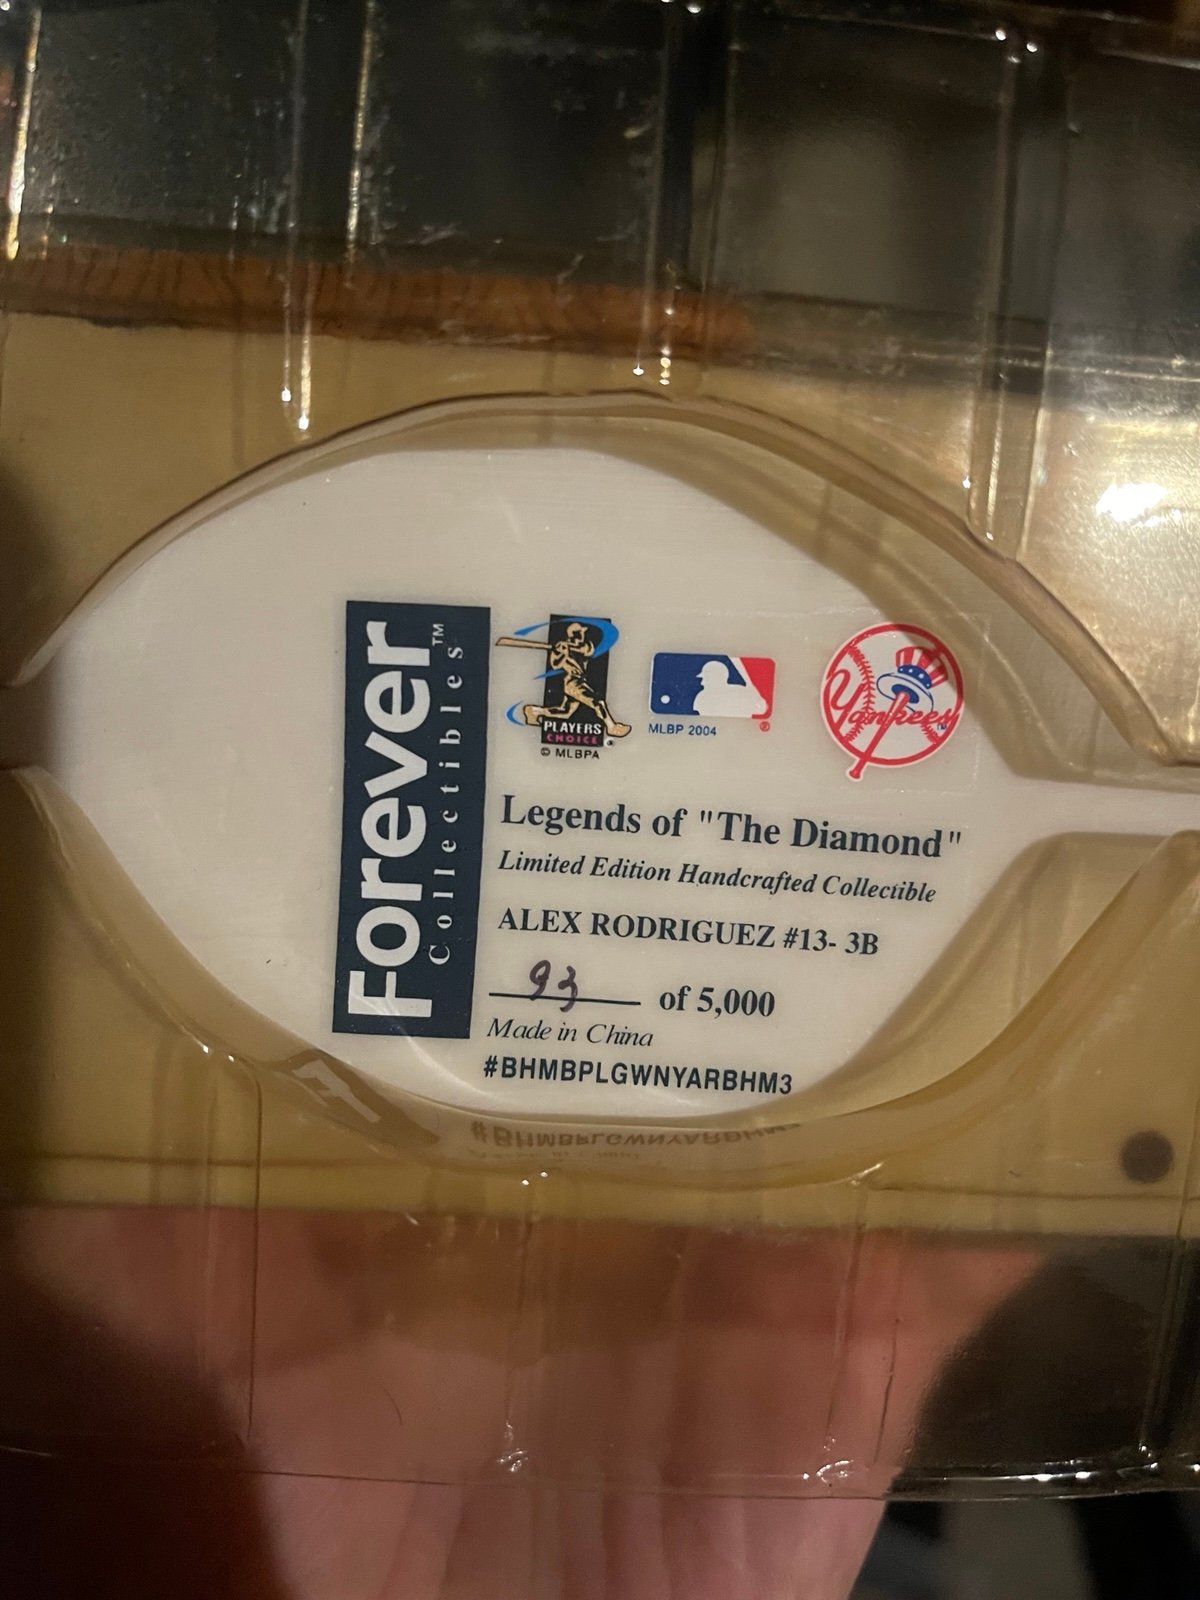 Forever
Collectibles™
PLAYERS
CHOICE ®
© MLBPA
MLBP 2004
®
Yankees
Legends of "The Diamond"
Limited Edition Handcrafted Collectible
ALEX RODRIGUEZ #13- 3B
93 of 5,000
Made in China
#BHMBPLGWNYARBHM3